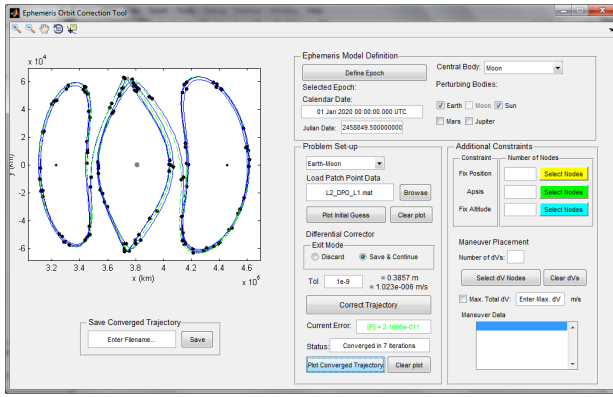 Ephemeris Orbit Correction Tool
x 10^4
6
4
2
0
-2
-4
-6
y (km)
3.2 3.4 3.6 3.8 4 4.2 4.4 4.6
x (km)
x 10^5
Save Converged Trajectory
Enter Filename... Save
Ephemeris Model Definition
Define Epoch
Selected Epoch:
Calendar Date:
01 Jan 2020 00:00:00.000 UTC
Julian Date: 2458849.500000000
Central Body: Moon
Perturbing Bodies:
Earth Moon Sun
Mars Jupiter
Problem Set-up
Earth-Moon
Load Patch Point Data
L2_DPO_L1.mat Browse
Plot Initial Guess Clear plot
Differential Corrector
Exit Mode
Discard Save & Continue
Tol 1e-9 = 0.3857 m
= 1.023e-006 m/s
Correct Trajectory
Current Error: |F| = 2.1886e-011
Status: Converged in 7 iterations
Plot Converged Trajectory Clear plot
Additional Constraints
Constraint Number of Nodes
Fix Position Select Nodes
Apsis Select Nodes
Fix Altitude Select Nodes
Maneuver Placement
Number of dVs:
Select dV Nodes Clear dVs
Max. Total dV: Enter Max. dV m/s
Maneuver Data